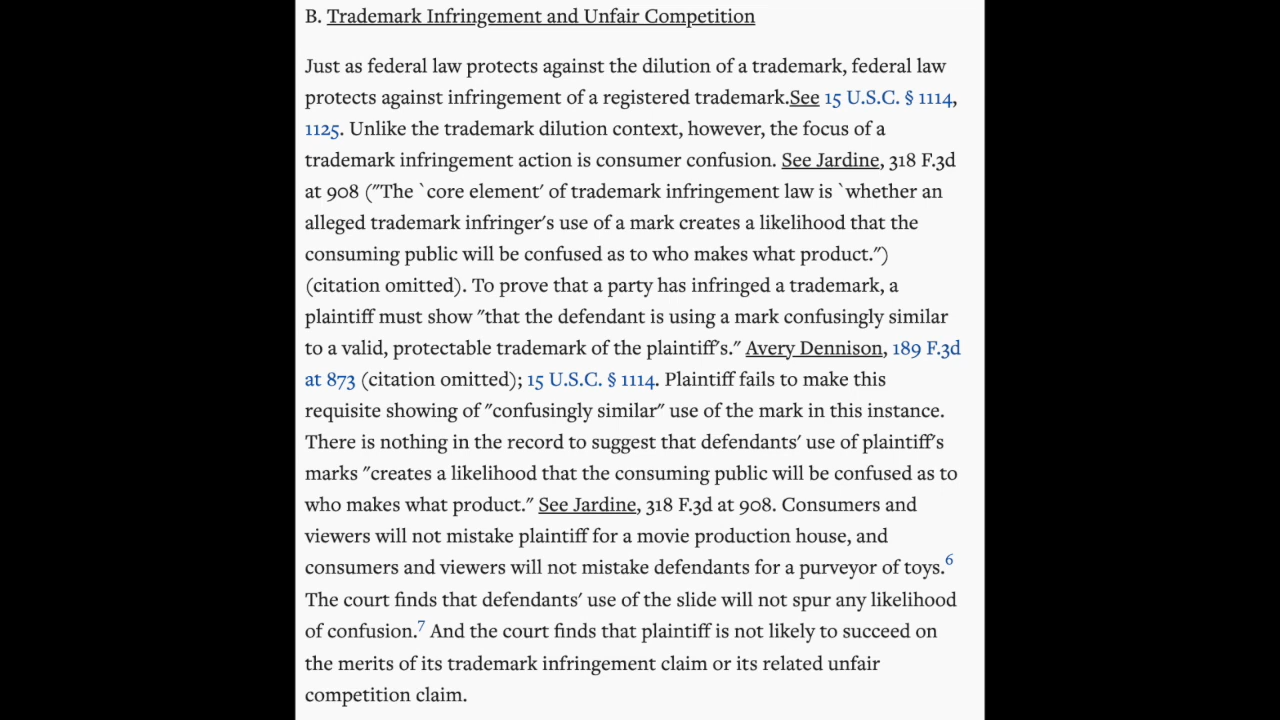 B. Trademark Infringement and Unfair Competition
Just as federal law protects against the dilution of a trademark, federal law
protects against infringement of a registered trademark.See 15 U.S.C. § 1114,
1125. Unlike the trademark dilution context, however, the focus of a
trademark infringement action is consumer confusion. See Jardine, 318 F.3d
at 908 ("The `core element' of trademark infringement law is `whether an
alleged trademark infringer's use of a mark creates a likelihood that the
consuming public will be confused as to who makes what product.")
(citation omitted). To prove that a party has infringed a trademark, a
plaintiff must show "that the defendant is using a mark confusingly similar
to a valid, protectable trademark of the plaintiff's." Avery Dennison, 189 F.3d
at 873 (citation omitted); 15 U.S.C. § 1114. Plaintiff fails to make this
requisite showing of "confusingly similar" use of the mark in this instance.
There is nothing in the record to suggest that defendants' use of plaintiff's
marks "creates a likelihood that the consuming public will be confused as to
who makes what product." See Jardine, 318 F.3d at 908. Consumers and
viewers will not mistake plaintiff for a movie production house, and
consumers and viewers will not mistake defendants for a purveyor of toys.6
The court finds that defendants' use of the slide will not spur any likelihood
of confusion.7 And the court finds that plaintiff is not likely to succeed on
the merits of its trademark infringement claim or its related unfair
competition claim.